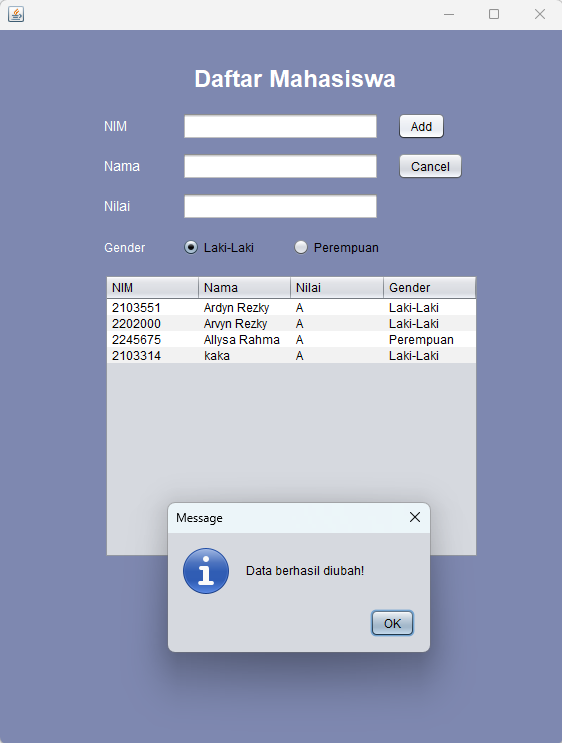 Daftar Mahasiswa
NIM Add
Nama Cancel
Nilai
Gender Laki-Laki Perempuan
NIM Nama Nilai Gender
2103551 Ardyn Rezky A Laki-Laki
2202000 Arvyn Rezky A Laki-Laki
2245675 Allysa Rahma A Perempuan
2103314 kaka A Laki-Laki
Message
Data berhasil diubah!
OK